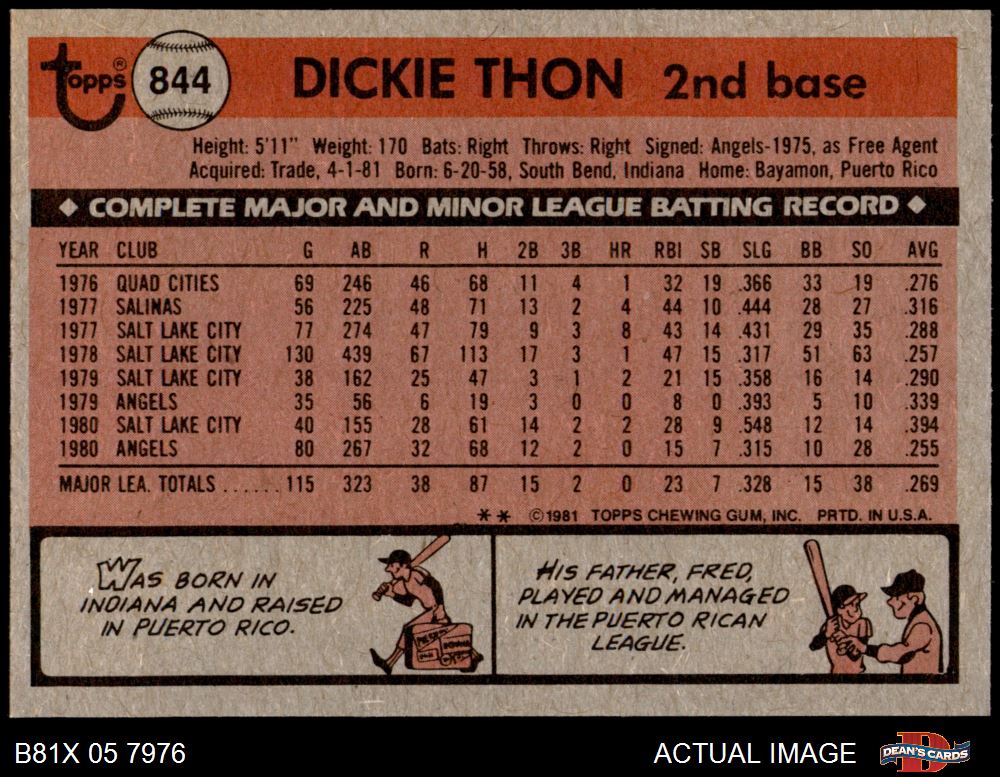 topps® 844 DICKIE THON 2nd base
Height: 5'11" Weight: 170 Bats: Right Throws: Right Signed: Angels-1975, as Free Agent
Acquired: Trade, 4-1-81 Born: 6-20-58, South Bend, Indiana Home: Bayamon, Puerto Rico
◆ COMPLETE MAJOR AND MINOR LEAGUE BATTING RECORD ◆
YEAR CLUB G AB R H 2B 3B HR RBI SB SLG BB SO AVG
1976 QUAD CITIES 69 246 46 68 11 4 1 32 19 .366 33 19 .276
1977 SALINAS 56 225 48 71 13 2 4 44 10 .444 28 27 .316
1977 SALT LAKE CITY 77 274 47 79 9 3 8 43 14 .431 29 35 .288
1978 SALT LAKE CITY 130 439 67 113 17 3 1 47 15 .317 51 63 .257
1979 SALT LAKE CITY 38 162 25 47 3 1 2 21 15 .358 16 14 .290
1979 ANGELS 35 56 6 19 3 0 0 8 0 .393 5 10 .339
1980 SALT LAKE CITY 40 155 28 61 14 2 2 28 9 .548 12 14 .394
1980 ANGELS 80 267 32 68 12 2 0 15 7 .315 10 28 .255
MAJOR LEA. TOTALS ...... 115 323 38 87 15 2 0 23 7 .328 15 38 .269
** ©1981 TOPPS CHEWING GUM, INC. PRTD. IN U.S.A.
WAS BORN IN
INDIANA AND RAISED
IN PUERTO RICO.
HIS FATHER, FRED,
PLAYED AND MANAGED
IN THE PUERTO RICAN
LEAGUE.
B81X 05 7976 ACTUAL IMAGE DEAN'S CARDS